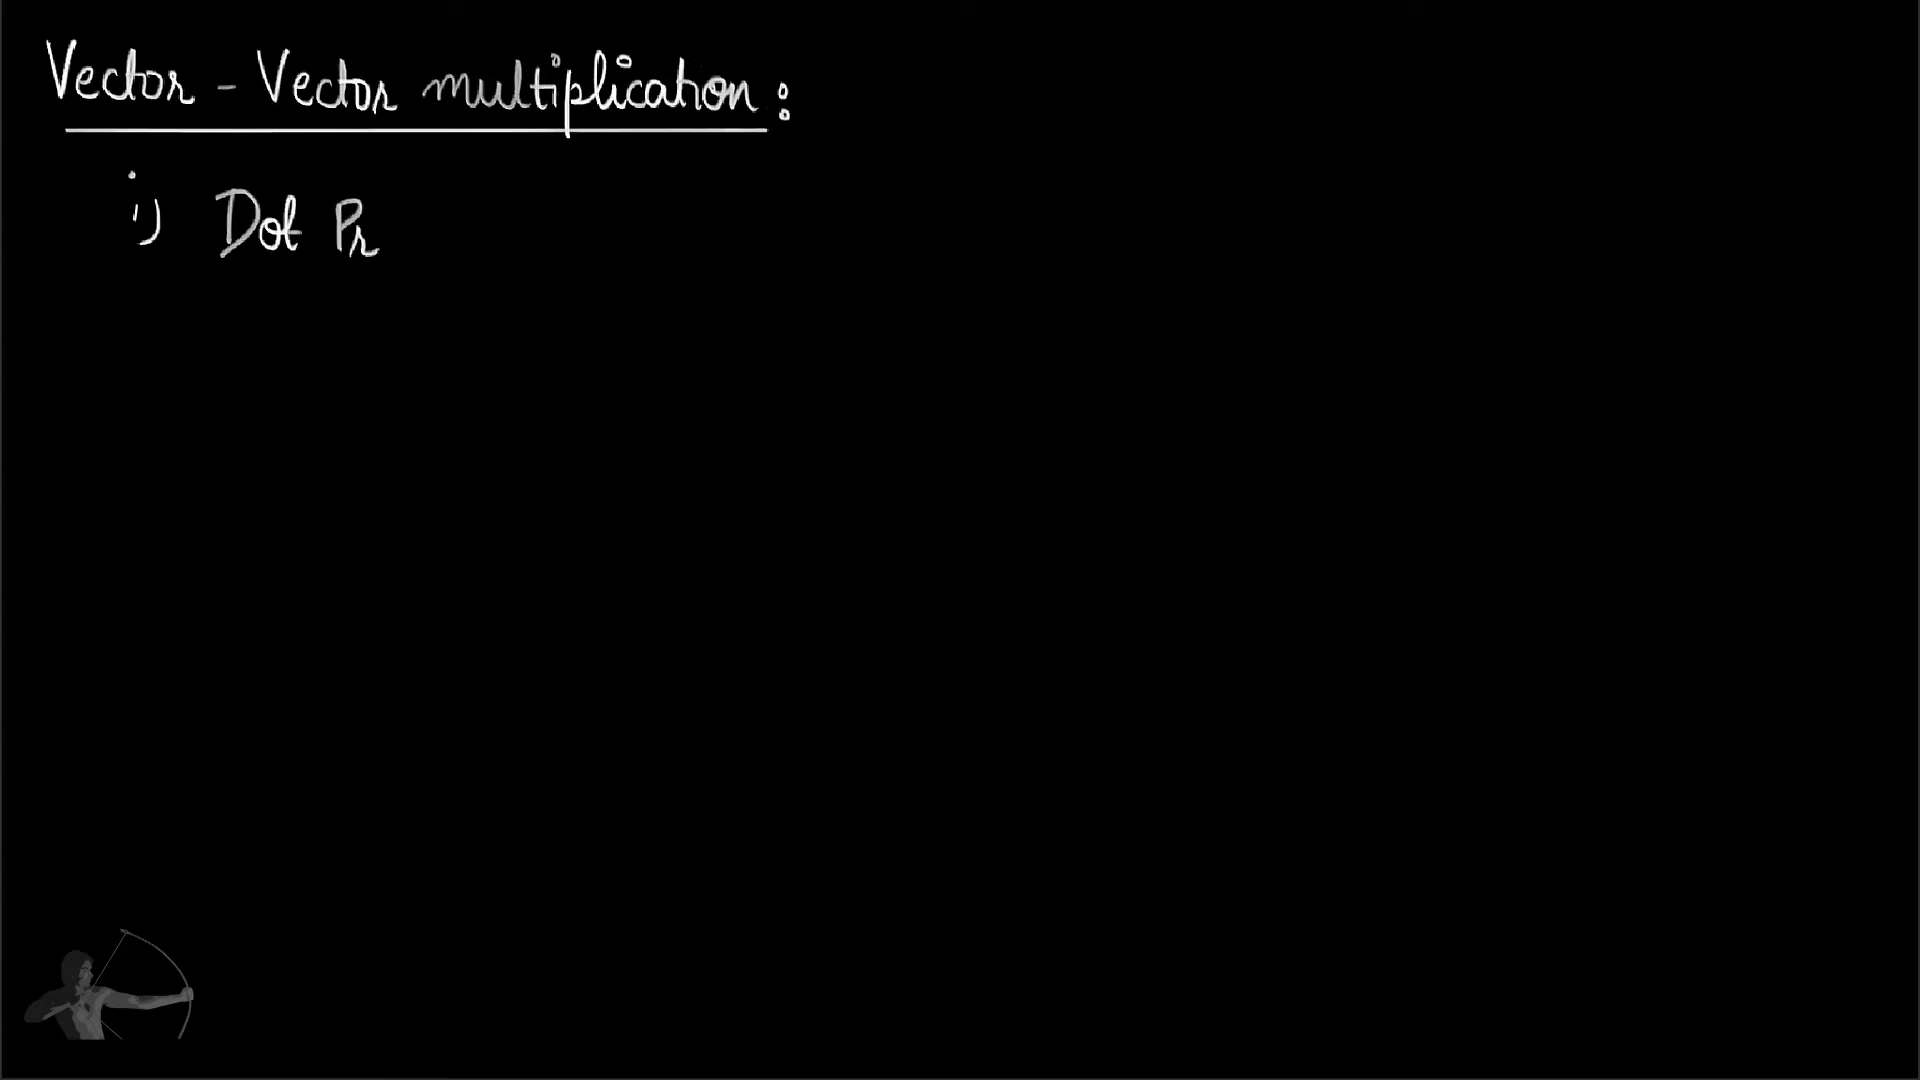 Vector - Vector multiplication :
i) Dot Pr